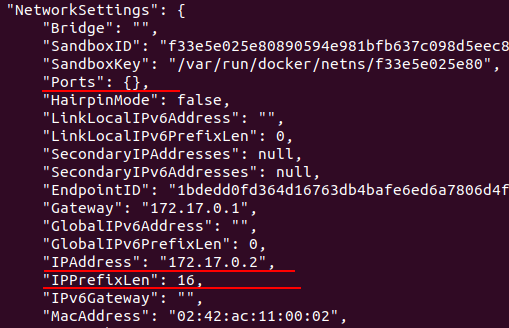 "NetworkSettings": {
"Bridge": "",
"SandboxID": "f33e5e025e80890594e981bfb637c098d5eec8
"SandboxKey": "/var/run/docker/netns/f33e5e025e80",
"Ports": {},
"HairpinMode": false,
"LinkLocalIPv6Address": "",
"LinkLocalIPv6PrefixLen": 0,
"SecondaryIPAddresses": null,
"SecondaryIPv6Addresses": null,
"EndpointID": "1bdedd0fd364d16763db4bafe6ed6a7806d4f
"Gateway": "172.17.0.1",
"GlobalIPv6Address": "",
"GlobalIPv6PrefixLen": 0,
"IPAddress": "172.17.0.2",
"IPPrefixLen": 16,
"IPv6Gateway": "",
"MacAddress": "02:42:ac:11:00:02",